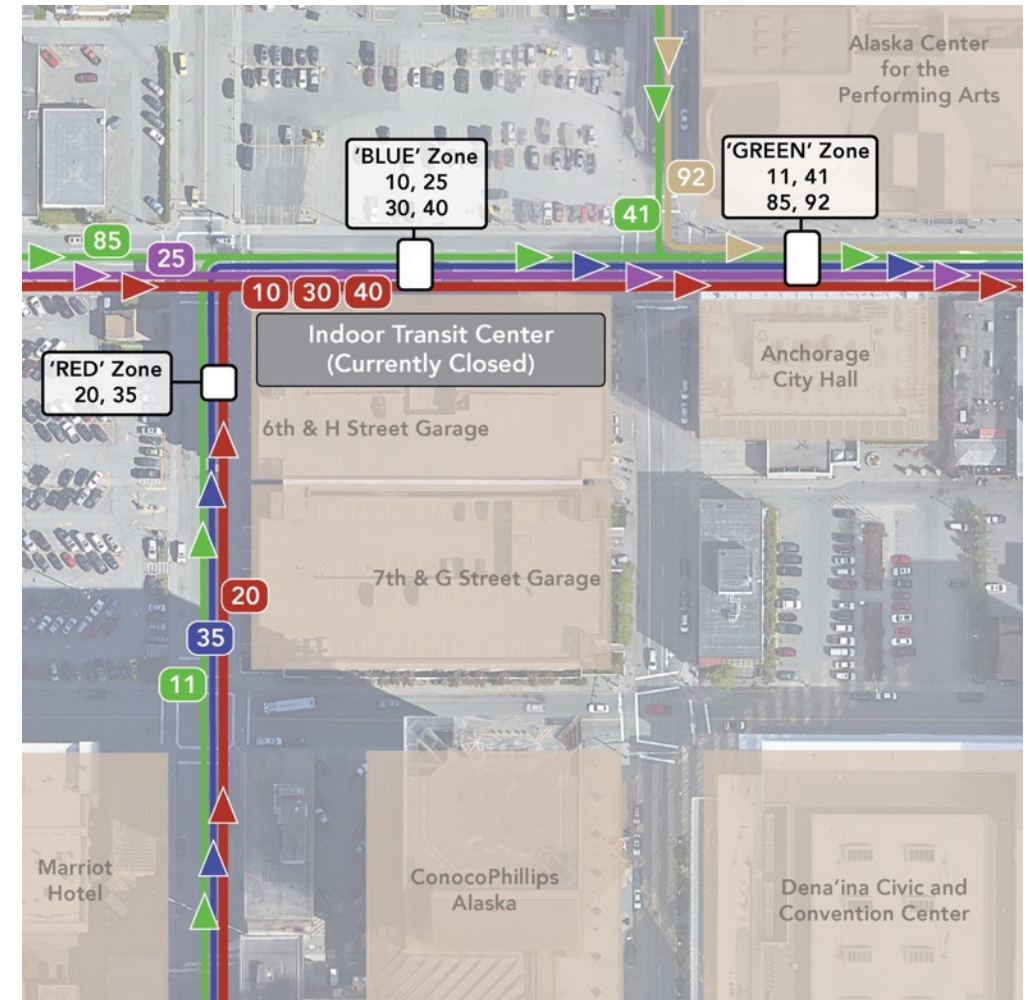 Alaska Center
for the
Performing Arts
'BLUE' Zone
10, 25
30, 40
'GREEN' Zone
11, 41
85, 92
92
41
85
25
10
30
40
Indoor Transit Center
(Currently Closed)
Anchorage
City Hall
'RED' Zone
20, 35
6th & H Street Garage
7th & G Street Garage
20
35
11
Marriot
Hotel
ConocoPhillips
Alaska
Dena'ina Civic and
Convention Center